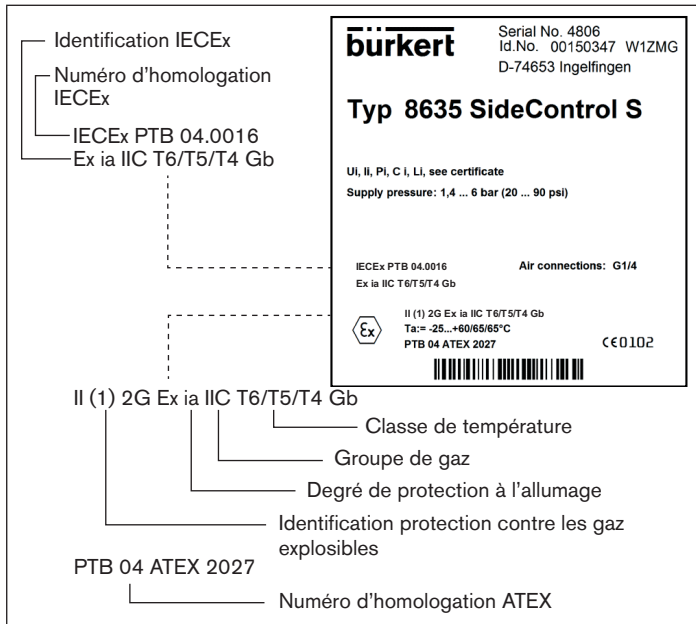 Identification IECEx
Numéro d'homologation
IECEx
IECEx PTB 04.0016
Ex ia IIC T6/T5/T4 Gb
bürkert
Serial No. 4806
Id.No. 00150347 W1ZMG
D-74653 Ingelfingen
Typ 8635 SideControl S
Ui, Ii, Pi, C i, Li, see certificate
Supply pressure: 1,4 ... 6 bar (20 ... 90 psi)
IECEx PTB 04.0016 Air connections: G1/4
Ex ia IIC T6/T5/T4 Gb
εx
II (1) 2G Ex ia IIC T6/T5/T4 Gb
Ta:= -25...+60/65/65°C
PTB 04 ATEX 2027
CE0102
II (1) 2G Ex ia IIC T6/T5/T4 Gb
Classe de température
Groupe de gaz
Degré de protection à l'allumage
Identification protection contre les gaz
explosibles
PTB 04 ATEX 2027
Numéro d'homologation ATEX